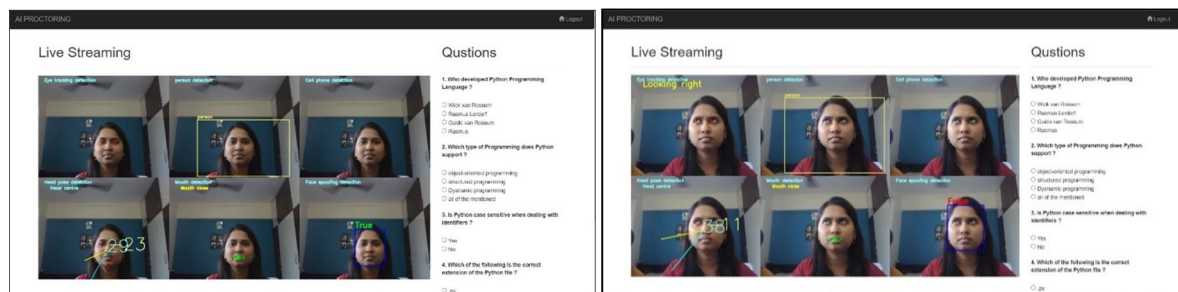 AI PROCTORING
Logout
Live Streaming
Qustions
Eye tracking detection
person detection
Cell phone detection
person
Head pose detection
Head centre
Mouth detection
Mouth close
Face spoofing detection
True
1. Who developed Python Programming
Language ?
Wick van Rossum
Rasmus Lerdorf
Guido van Rossum
Rasmus
2. Which type of Programming does Python
support ?
object-oriented programming
structured programming
Dyanamic programming
all of the mentioned
3. Is Python case sensitive when dealing with
identifiers ?
Yes
No
4. Which of the following is the correct
extension of the Python file ?
.py
AI PROCTORING
Logout
Live Streaming
Qustions
Eye tracking detection
Looking right
person detection
Cell phone detection
person
Head pose detection
Head centre
Mouth detection
Mouth close
Face spoofing detection
1. Who developed Python Programming
Language ?
Wick van Rossum
Rasmus Lerdorf
Guido van Rossum
Rasmus
2. Which type of Programming does Python
support ?
object-oriented programming
structured programming
Dyanamic programming
all of the mentioned
3. Is Python case sensitive when dealing with
identifiers ?
Yes
No
4. Which of the following is the correct
extension of the Python file ?
.py